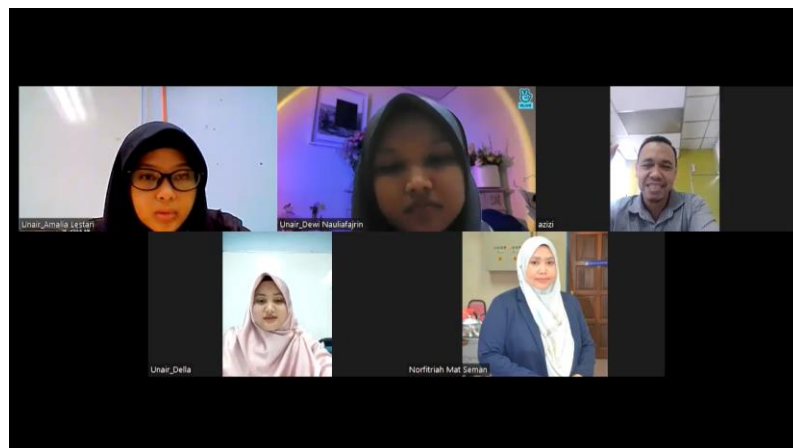 Unair_Amalia Lestari
Unair_Dewi Nauliafajrin
azizi
Unair_Della
Norfitriah Mat Seman